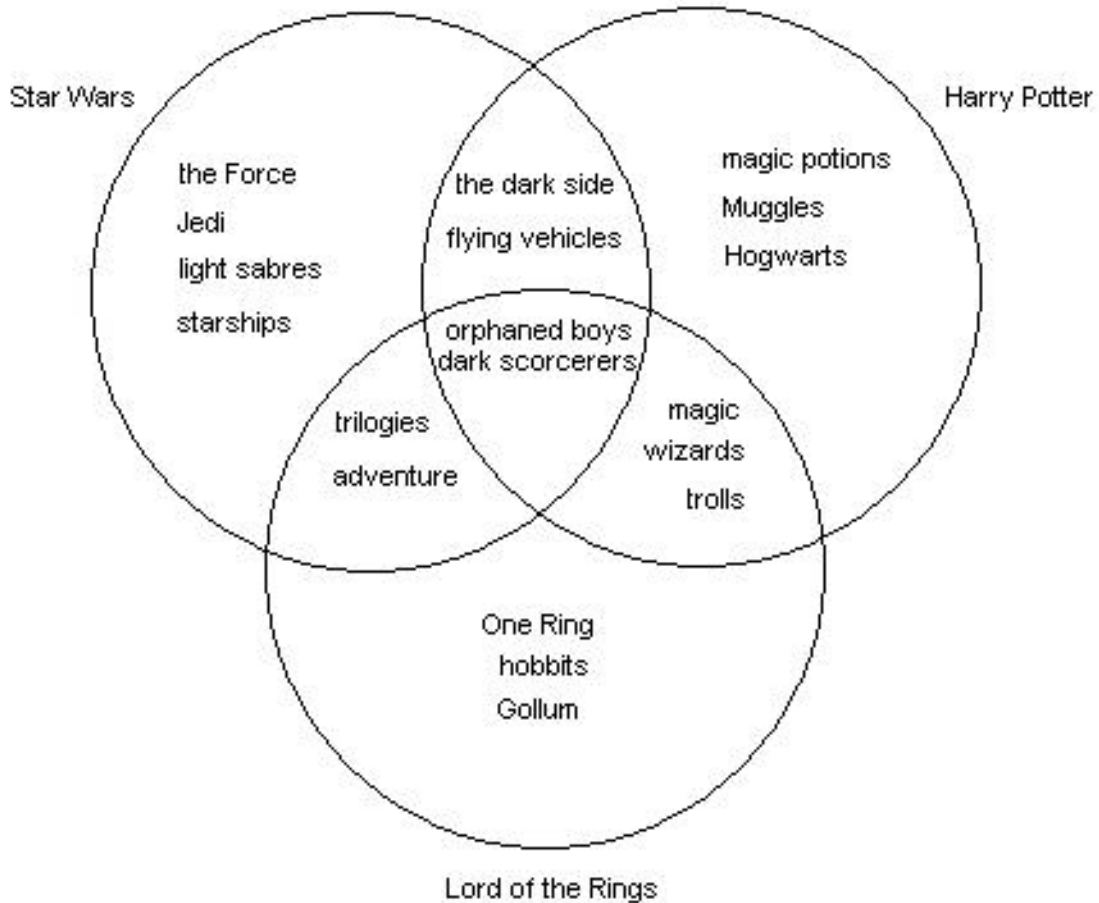 Star Wars
Harry Potter
the Force
Jedi
light sabres
starships
the dark side
flying vehicles
magic potions
Muggles
Hogwarts
orphaned boys
dark scorcerers
trilogies
adventure
magic
wizards
trolls
One Ring
hobbits
Gollum
Lord of the Rings